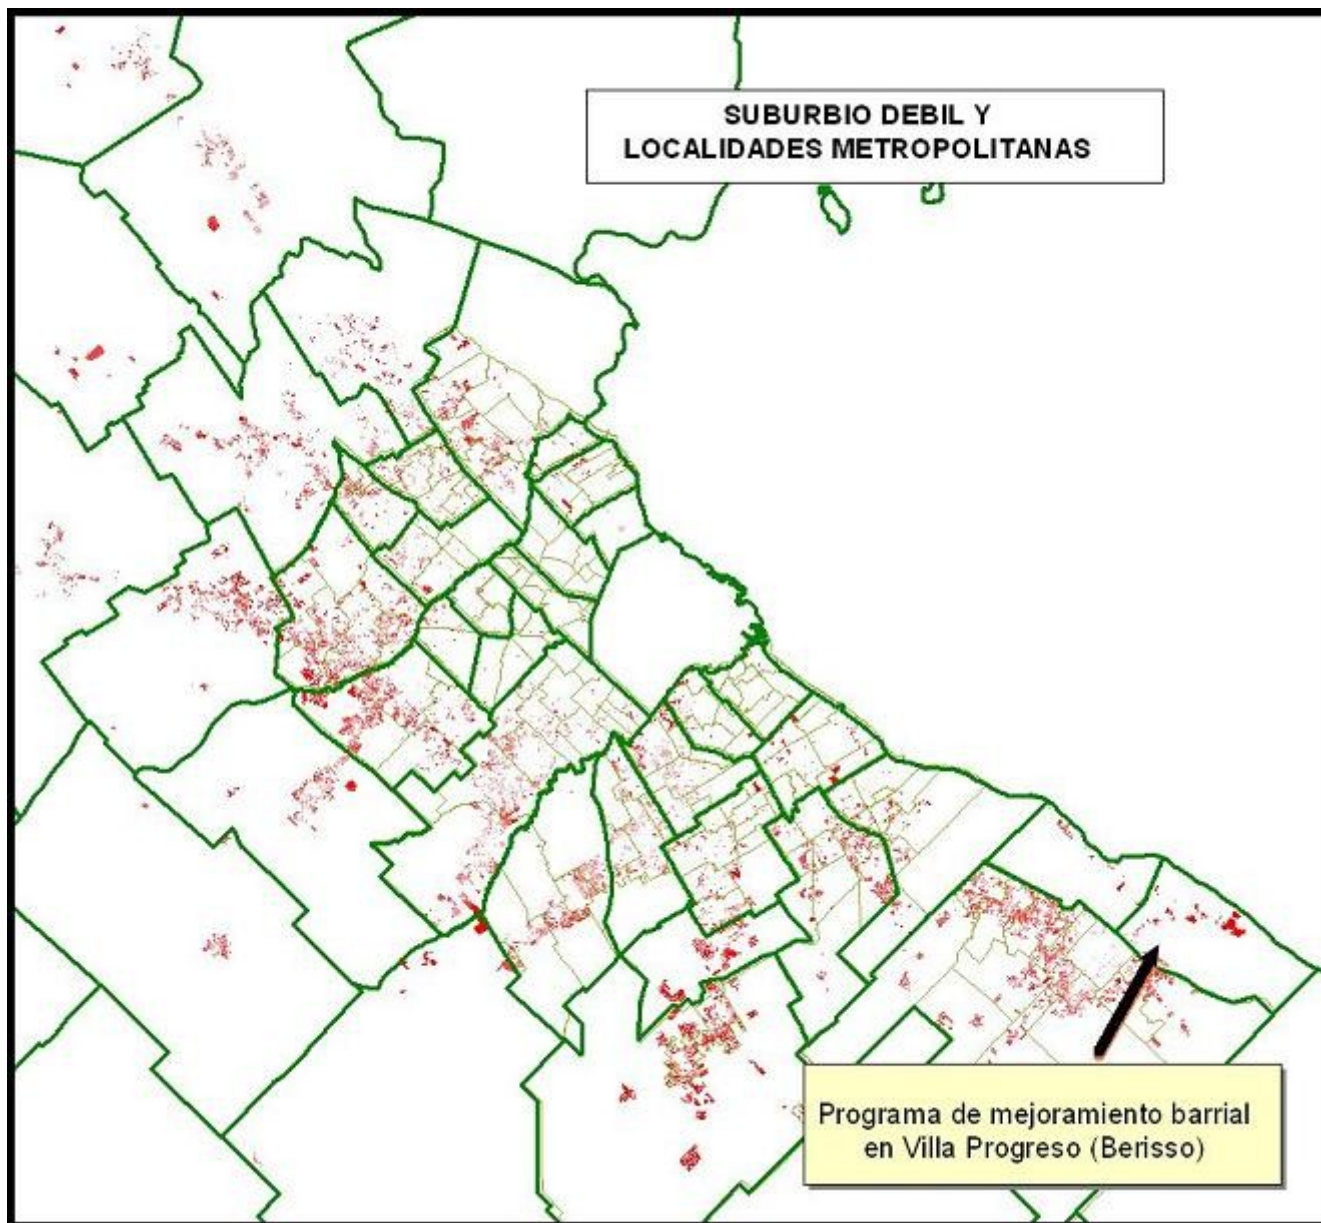 SUBURBIO DEBIL Y
LOCALIDADES METROPOLITANAS
Programa de mejoramiento barrial
en Villa Progreso (Berisso)